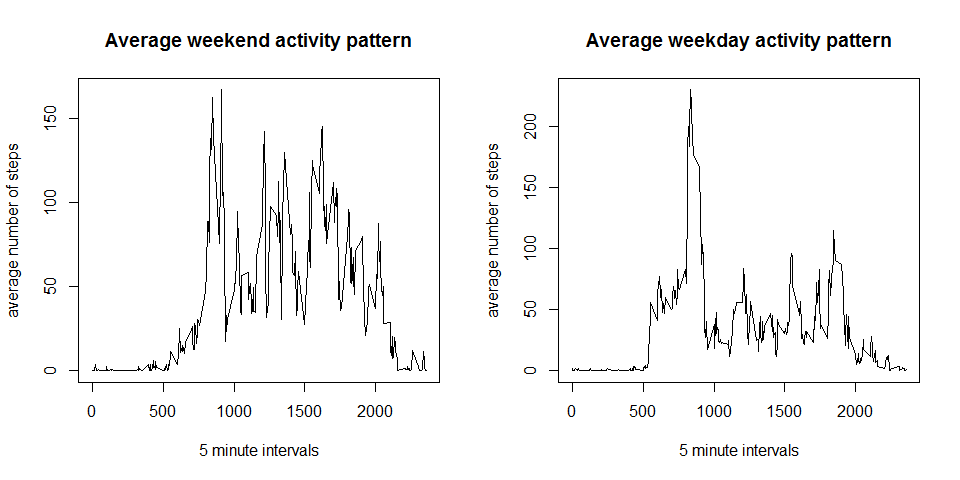 Average weekend activity pattern
average number of steps
150
100
50
0
0 500 1000 1500 2000
5 minute intervals
Average weekday activity pattern
average number of steps
200
150
100
50
0
0 500 1000 1500 2000
5 minute intervals